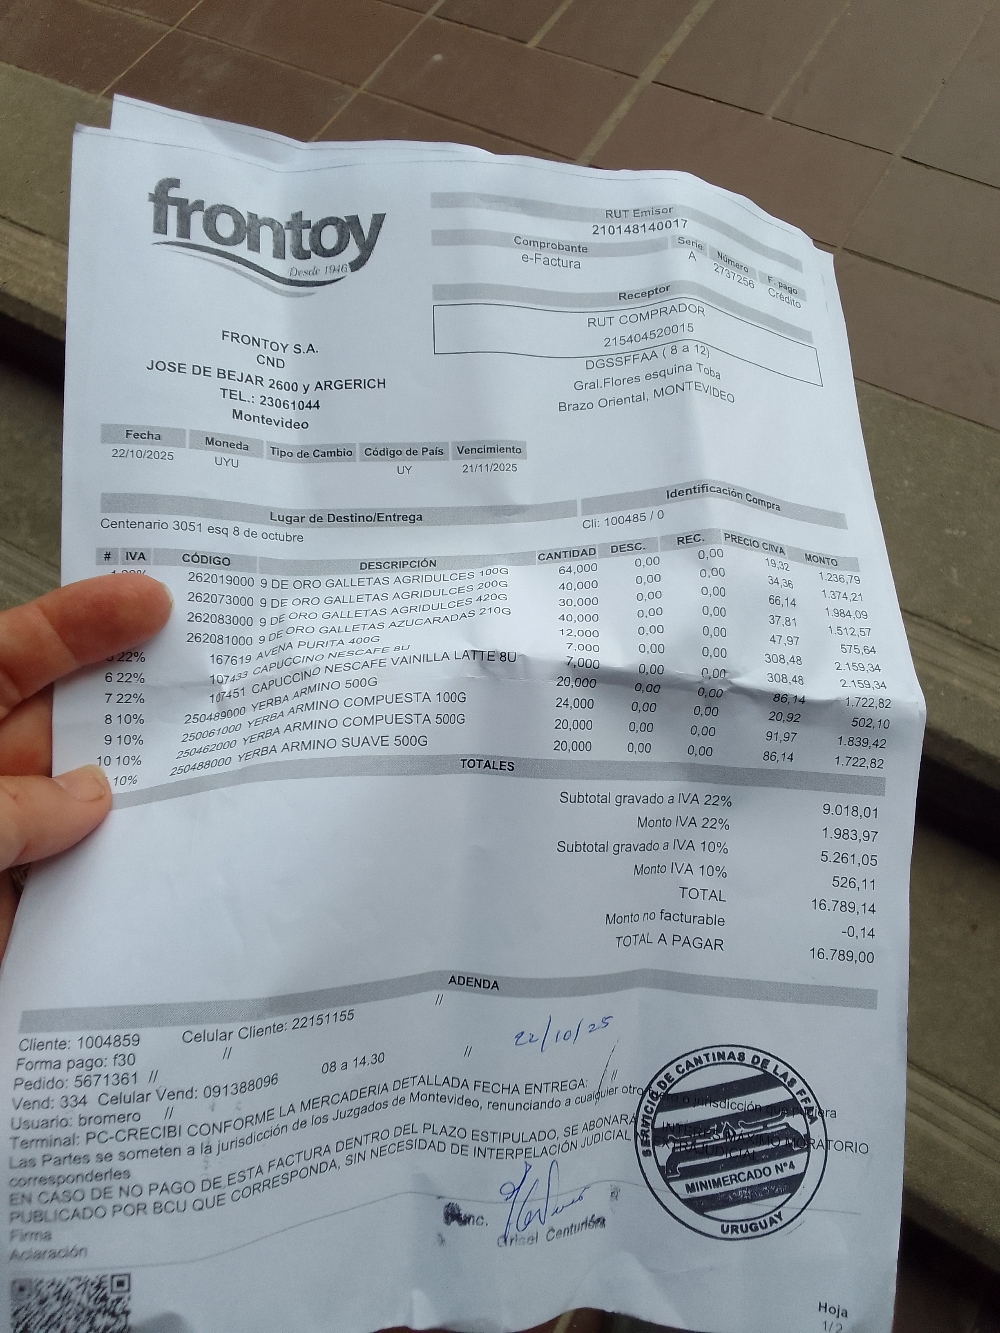 frontoy
Desde 1946
RUT Emisor
210148140017
Comprobante Serie Número F. pago
e-Factura A 2737256 Crédito
Receptor
RUT COMPRADOR
215404520015
DGSSFFAA ( 8 a 12)
Gral.Flores esquina Toba
Brazo Oriental, MONTEVIDEO
FRONTOY S.A.
CND
JOSE DE BEJAR 2600 y ARGERICH
TEL.: 23061044
Montevideo
Fecha Moneda Tipo de Cambio Código de País Vencimiento
22/10/2025 UYU UY 21/11/2025
Lugar de Destino/Entrega Identificación Compra
Centenario 3051 esq 8 de octubre Cli: 100485 / 0
# IVA CÓDIGO DESCRIPCIÓN CANTIDAD DESC. REC. PRECIO C/IVA MONTO
262019000 9 DE ORO GALLETAS AGRIDULCES 100G 64,000 0,00 0,00 19,32 1.236,79
262073000 9 DE ORO GALLETAS AGRIDULCES 200G 40,000 0,00 0,00 34,36 1.374,21
262083000 9 DE ORO GALLETAS AGRIDULCES 420G 30,000 0,00 0,00 66,14 1.984,09
262081000 9 DE ORO GALLETAS AZUCARADAS 210G 40,000 0,00 0,00 37,81 1.512,57
22% 167619 AVENA PURITA 400G 12,000 0,00 0,00 47,97 575,64
6 22% 107433 CAPUCCINO NESCAFE 8U 7,000 0,00 0,00 308,48 2.159,34
7 22% 107451 CAPUCCINO NESCAFE VAINILLA LATTE 8U 7,000 0,00 0,00 308,48 2.159,34
8 10% 250489000 YERBA ARMINO 500G 20,000 0,00 0,00 86,14 1.722,82
9 10% 250061000 YERBA ARMINO COMPUESTA 100G 24,000 0,00 0,00 20,92 502,10
10 10% 250462000 YERBA ARMINO COMPUESTA 500G 20,000 0,00 0,00 91,97 1.839,42
10% 250488000 YERBA ARMINO SUAVE 500G 20,000 0,00 0,00 86,14 1.722,82
TOTALES
Subtotal gravado a IVA 22% 9.018,01
Monto IVA 22% 1.983,97
Subtotal gravado a IVA 10% 5.261,05
Monto IVA 10% 526,11
TOTAL 16.789,14
Monto no facturable -0,14
TOTAL A PAGAR 16.789,00
ADENDA
Cliente: 1004859 Celular Cliente: 22151155 //
Forma pago: f30 // 22/10/25
Pedido: 5671361 // 08 a 14.30 //
Vend: 334 Celular Vend: 091388096
Usuario: bromero //
Terminal: PC-CRECIBI CONFORME LA MERCADERIA DETALLADA FECHA ENTREGA: / //
Las Partes se someten a la jurisdicción de los Juzgados de Montevideo, renunciando a cualquier otro jurisdicción que
corresponderles
EN CASO DE NO PAGO DE ESTA FACTURA DENTRO DEL PLAZO ESTIPULADO, SE ABONARÁ
PUBLICADO POR BCU QUE CORRESPONDA, SIN NECESIDAD DE INTERPELACIÓN JUDICIAL
Firma
Aclaración
SERVICIO DE CANTINAS DE LAS FFAA
MINIMERCADO Nº4
URUGUAY
Func.
Grisel Centurión
Hoja
1/2